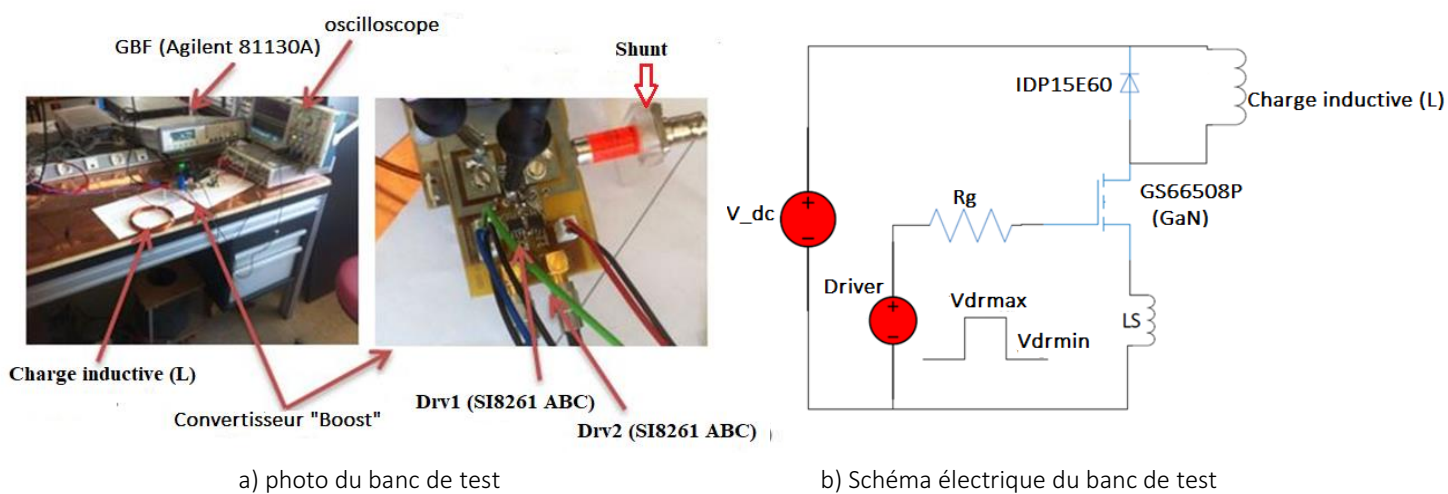 oscilloscope
GBF (Agilent 81130A)
Shunt
Charge inductive (L)
Convertisseur "Boost"
Drv1 (SI8261 ABC)
Drv2 (SI8261 ABC)
IDP15E60
Charge inductive (L)
GS66508P
(GaN)
Rg
V_dc
Driver
Vdrmax
Vdrmin
LS
a) photo du banc de test
b) Schéma électrique du banc de test